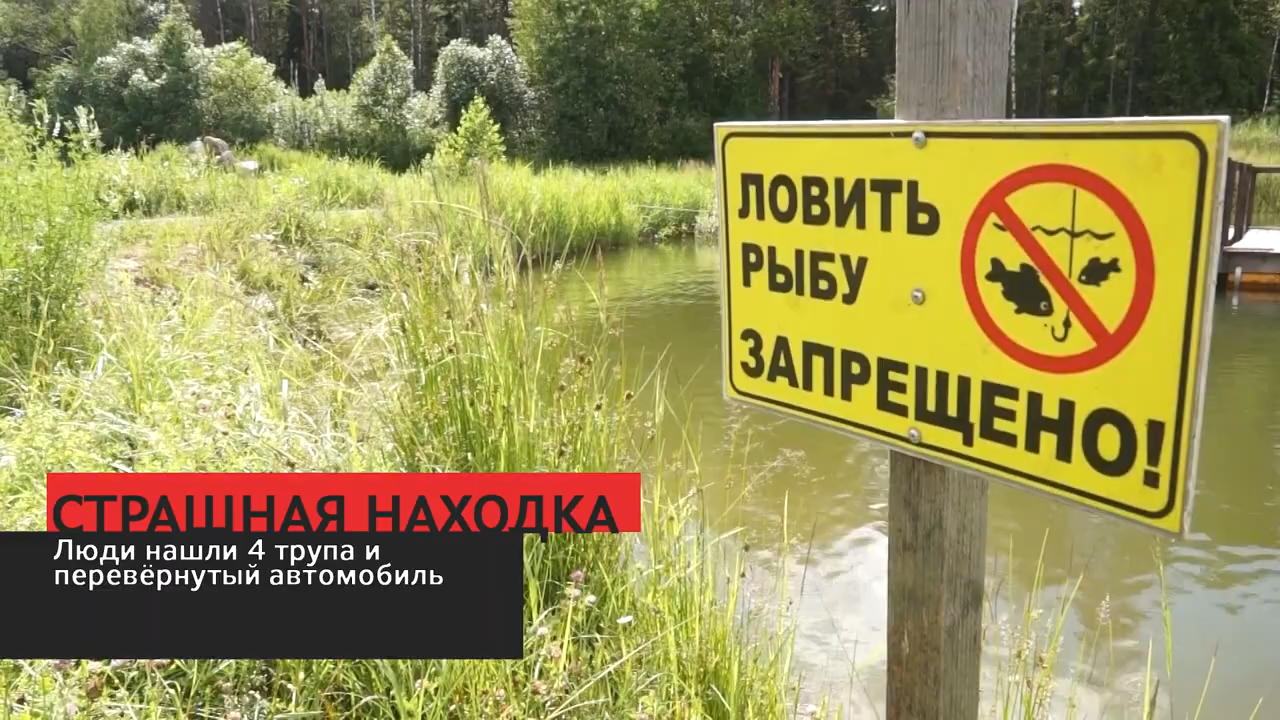 ЛОВИТЬ
РЫБУ
ЗАПРЕЩЕНО!
СТРАШНАЯ НАХОДКА
Люди нашли 4 трупа и
перевёрнутый автомобиль